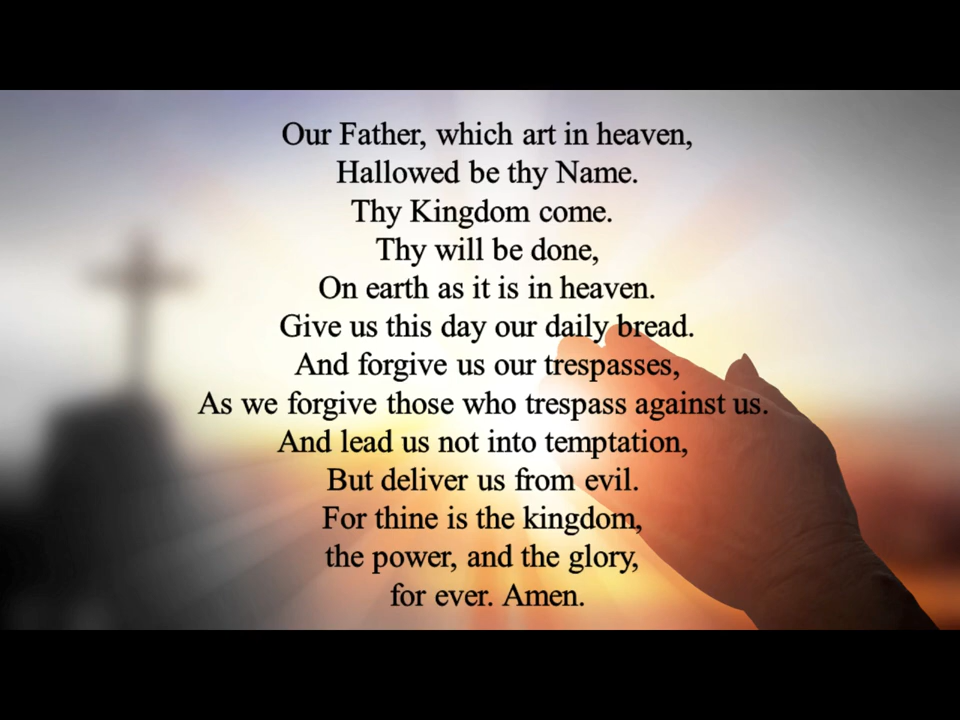 Our Father, which art in heaven,
Hallowed be thy Name.
Thy Kingdom come.
Thy will be done,
On earth as it is in heaven.
Give us this day our daily bread.
And forgive us our trespasses,
As we forgive those who trespass against us.
And lead us not into temptation,
But deliver us from evil.
For thine is the kingdom,
the power, and the glory,
for ever. Amen.